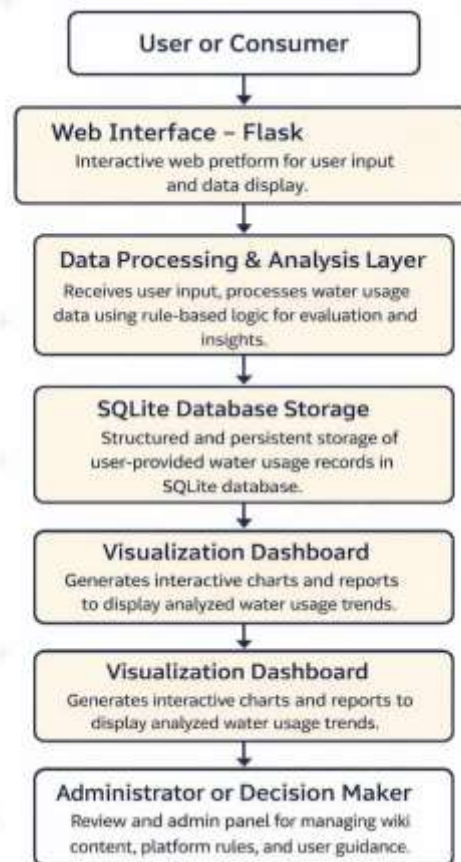 User or Consumer
Web Interface – Flask
Interactive web pretform for user input
and data display.
Data Processing & Analysis Layer
Receives user input, processes water usage
data using rule-based logic for evaluation and
insights.
SQLite Database Storage
Structured and persistent storage of
user-provided water usage records in
SQLite database.
Visualization Dashboard
Generates interactive charts and reports
to display analyzed water usage trends.
Visualization Dashboard
Generates interactive charts and reports to
display analyzed water usage trends.
Administrator or Decision Maker
Review and admin panel for managing wiki
content, platform rules, and user guidance.